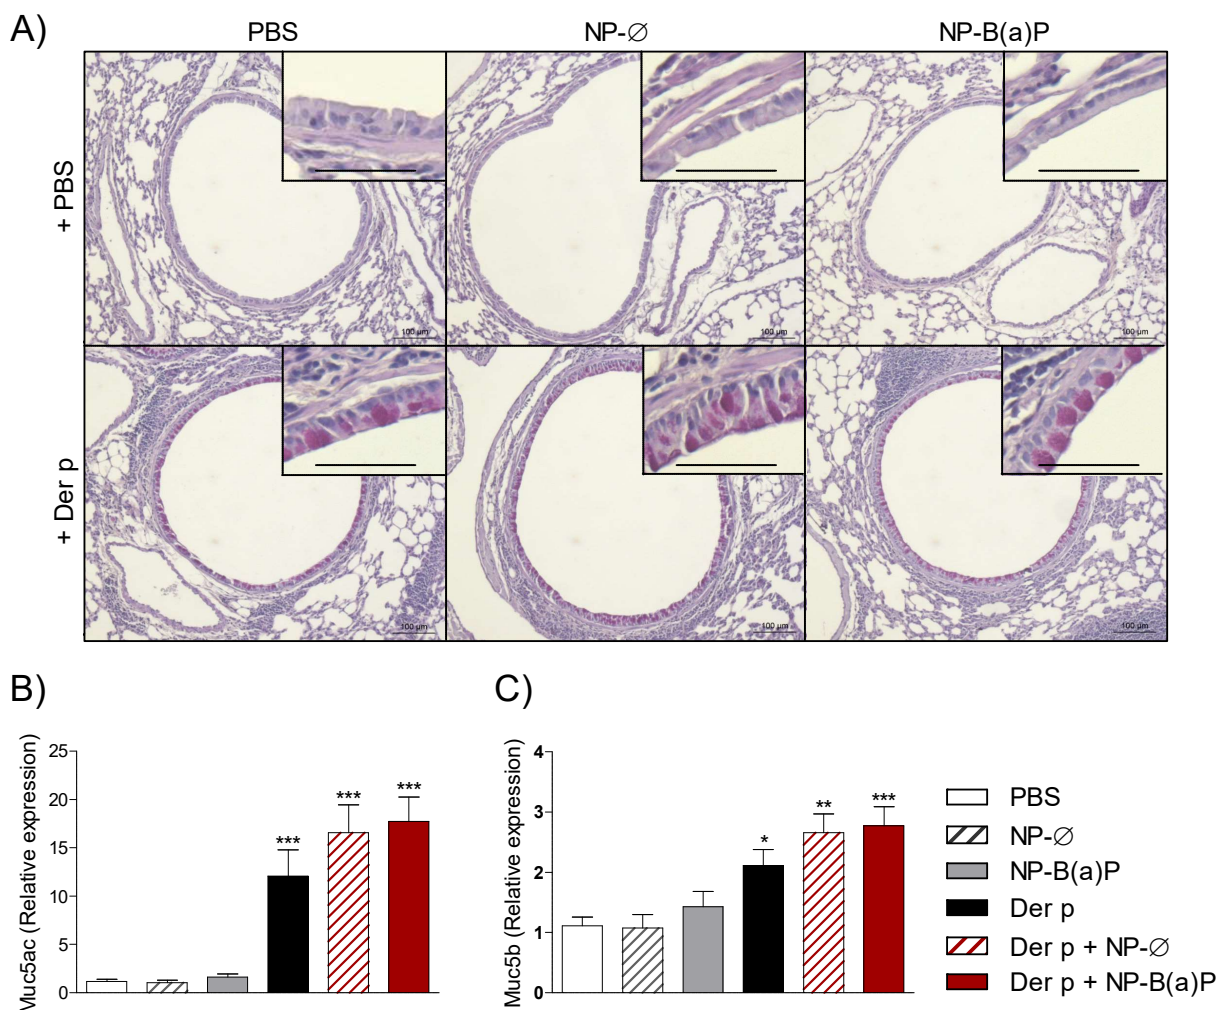 A)
PBS
NP-∅
NP-B(a)P
+ PBS
100 µm
100 µm
100 µm
+ Der p
100 µm
100 µm
100 µm
B)
Muc5ac (Relative expression)
25
20
15
10
5
0
***
***
***
C)
Muc5b (Relative expression)
4
3
2
1
0
*
**
***
PBS
NP-∅
NP-B(a)P
Der p
Der p + NP-∅
Der p + NP-B(a)P